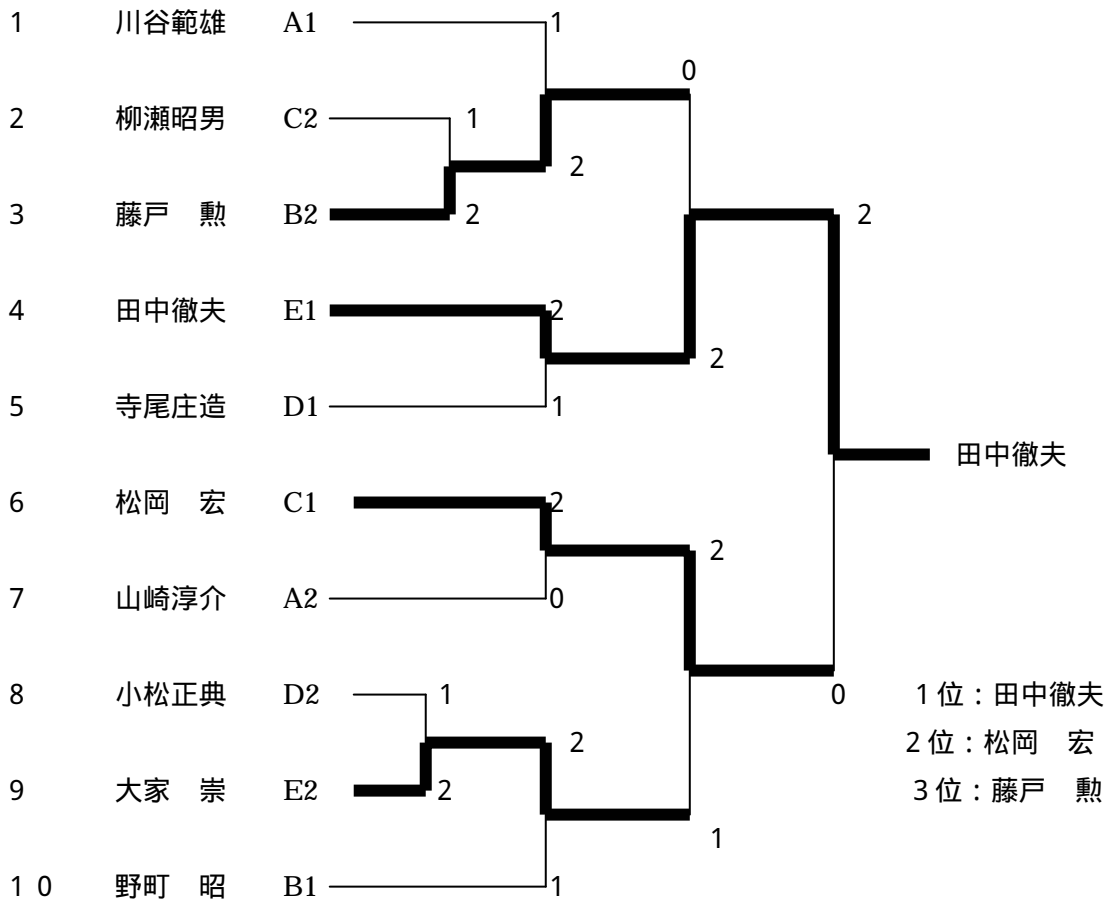 1 川谷範雄 A1 1
0
2 柳瀬昭男 C2 1
2
3 藤戸　勲 B2 2 2
4 田中徹夫 E1 2
2
5 寺尾庄造 D1 1
田中徹夫
6 松岡　宏 C1 2
2
7 山崎淳介 A2 0
8 小松正典 D2 1 0 1位：田中徹夫
2 2位：松岡　宏
9 大家　崇 E2 2 3位：藤戸　勲
1
10 野町　昭 B1 1